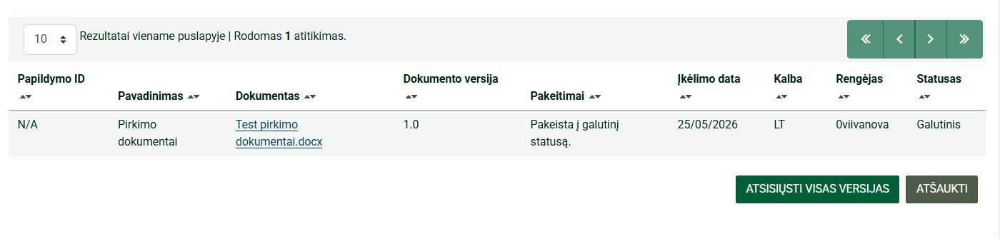 10 Rezultatai viename puslapyje | Rodomas 1 atitikimas.
Papildymo ID Pavadinimas Dokumentas Dokumento versija Pakeitimai Įkėlimo data Kalba Rengėjas Statusas
N/A Pirkimo dokumentai Test pirkimo dokumentai.docx 1.0 Pakeista į galutinį statusą. 25/05/2026 LT 0viivanova Galutinis
ATSISIŲSTI VISAS VERSIJAS ATŠAUKTI